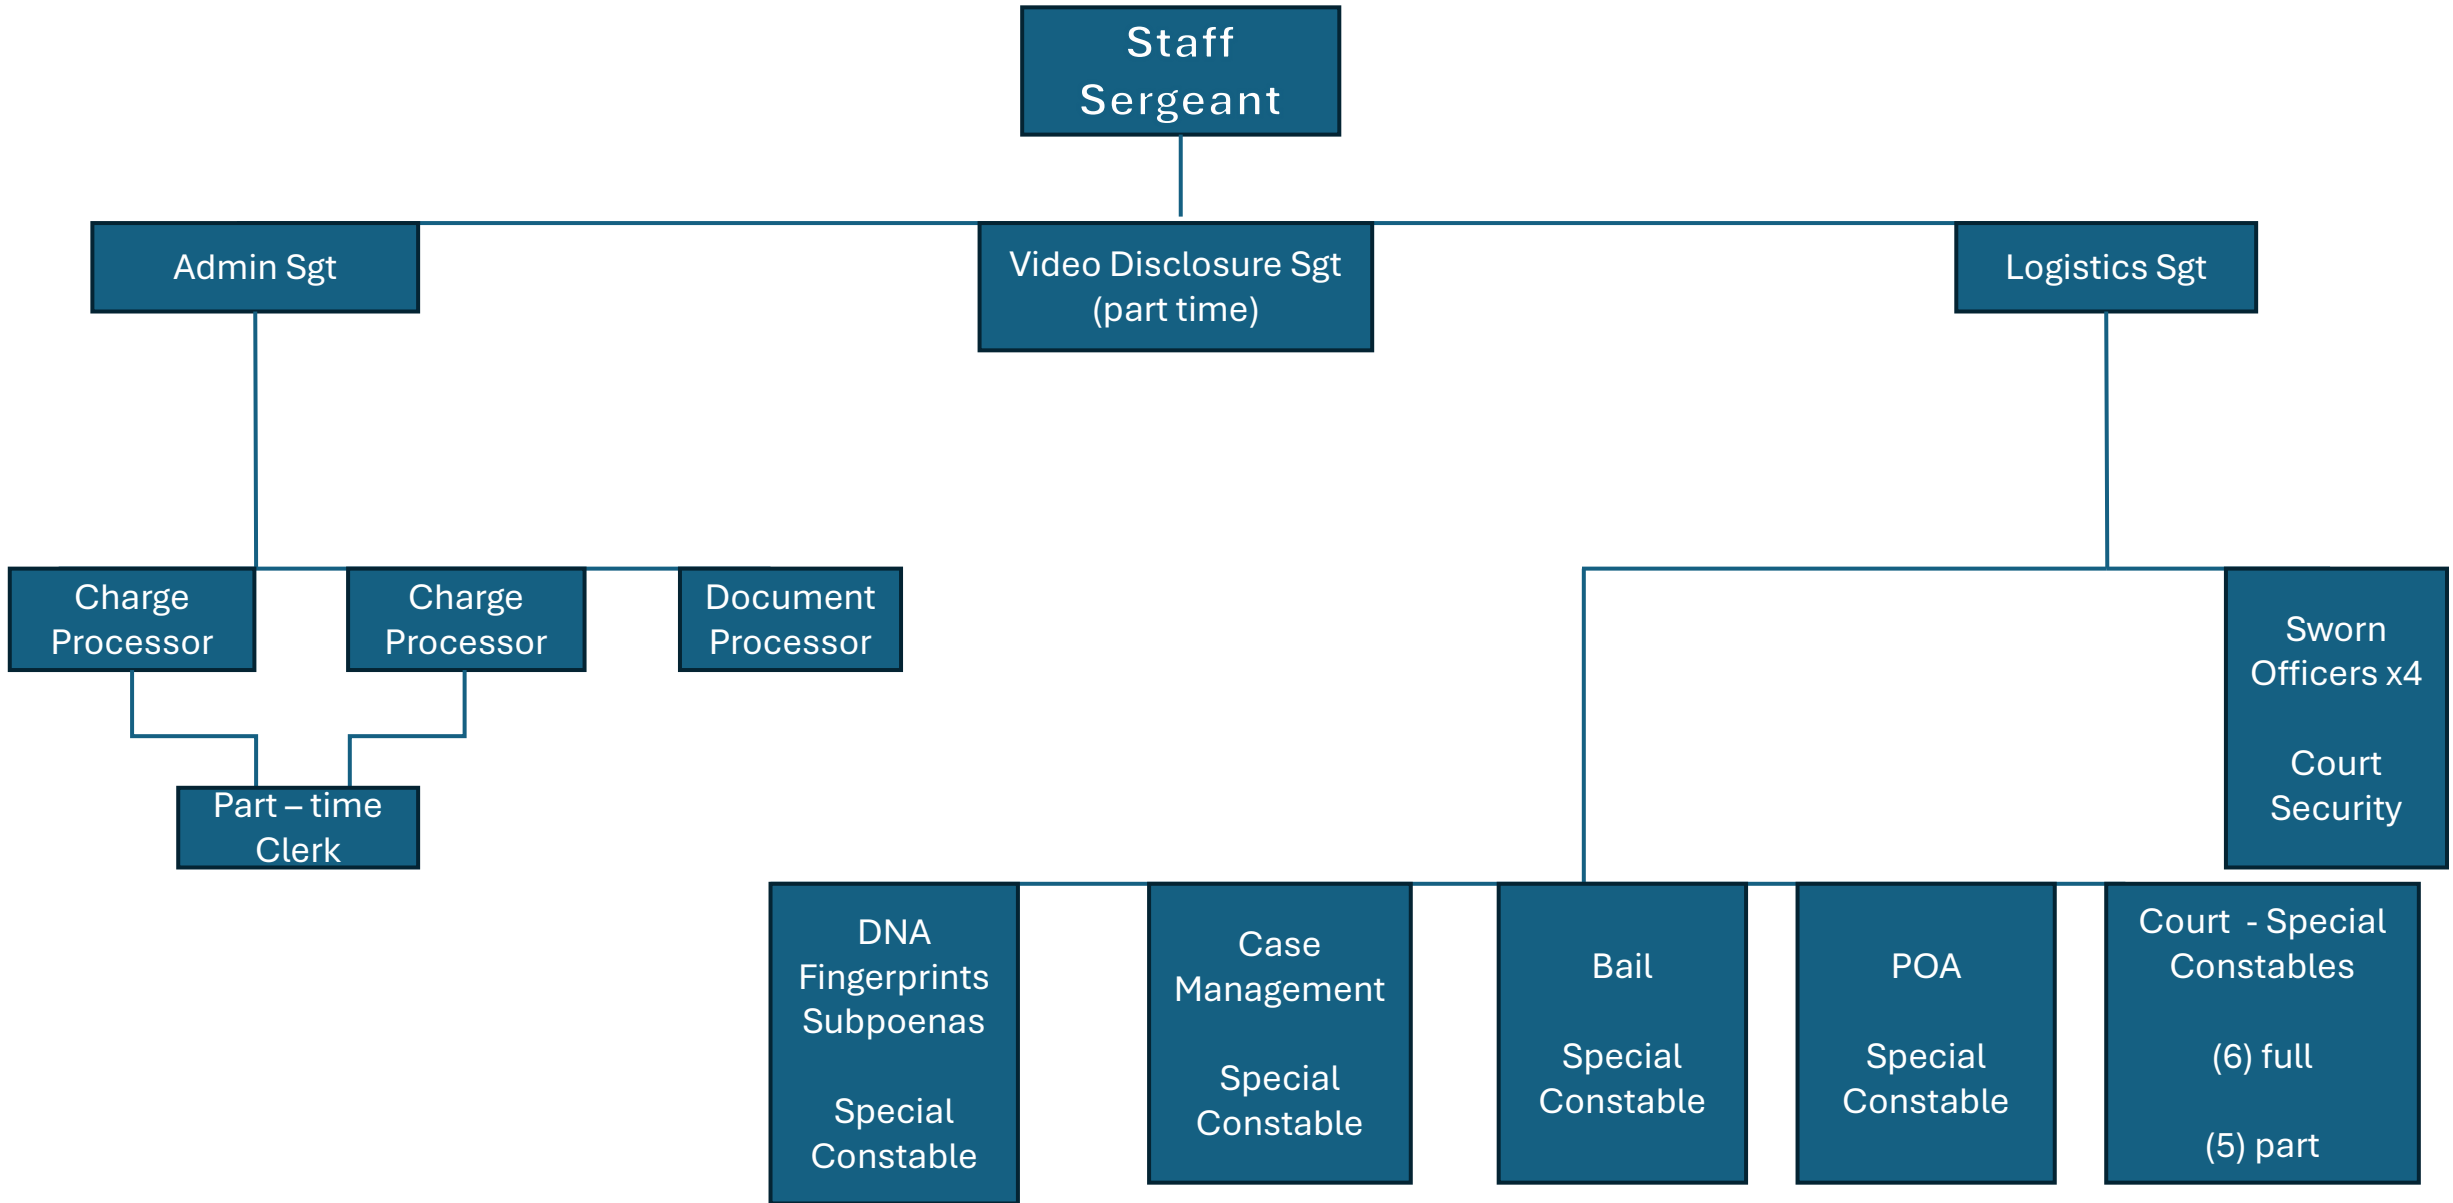 Staff
Sergeant
Admin Sgt
Video Disclosure Sgt
(part time)
Logistics Sgt
Charge
Processor
Charge
Processor
Document
Processor
Sworn
Officers x4
Court
Security
Part – time
Clerk
DNA
Fingerprints
Subpoenas
Special
Constable
Case
Management
Special
Constable
Bail
Special
Constable
POA
Special
Constable
Court  - Special
Constables
(6) full
(5) part